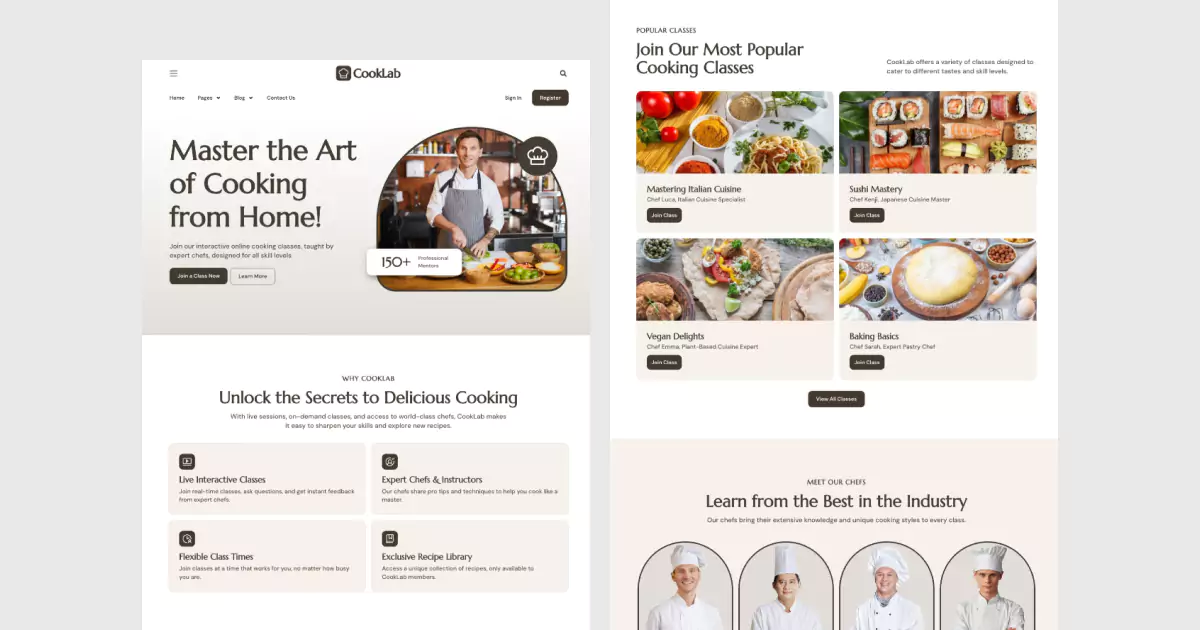 CookLab
Home Pages Blog Contact Us Sign In Register
Master the Art
of Cooking
from Home!
Join our interactive online cooking classes, taught by
expert chefs, designed for all skill levels
Join a Class Now Learn More
150+ Professional
Mentors
WHY COOKLAB
Unlock the Secrets to Delicious Cooking
With live sessions, on-demand classes, and access to world-class chefs, CookLab makes
it easy to sharpen your skills and explore new recipes.
Live Interactive Classes
Join real-time classes, ask questions, and get instant feedback
from expert chefs.
Expert Chefs & Instructors
Our chefs share pro tips and techniques to help you cook like a
master.
Flexible Class Times
Join classes at a time that works for you, no matter how busy
you are.
Exclusive Recipe Library
Access a unique collection of recipes, only available to
CookLab members.
POPULAR CLASSES
Join Our Most Popular
Cooking Classes
CookLab offers a variety of classes designed to
cater to different tastes and skill levels.
Mastering Italian Cuisine
Chef Luca, Italian Cuisine Specialist
Join Class
Sushi Mastery
Chef Kenji, Japanese Cuisine Master
Join Class
Vegan Delights
Chef Emma, Plant-Based Cuisine Expert
Join Class
Baking Basics
Chef Sarah, Expert Pastry Chef
Join Class
View All Classes
MEET OUR CHEFS
Learn from the Best in the Industry
Our chefs bring their extensive knowledge and unique cooking styles to every class.